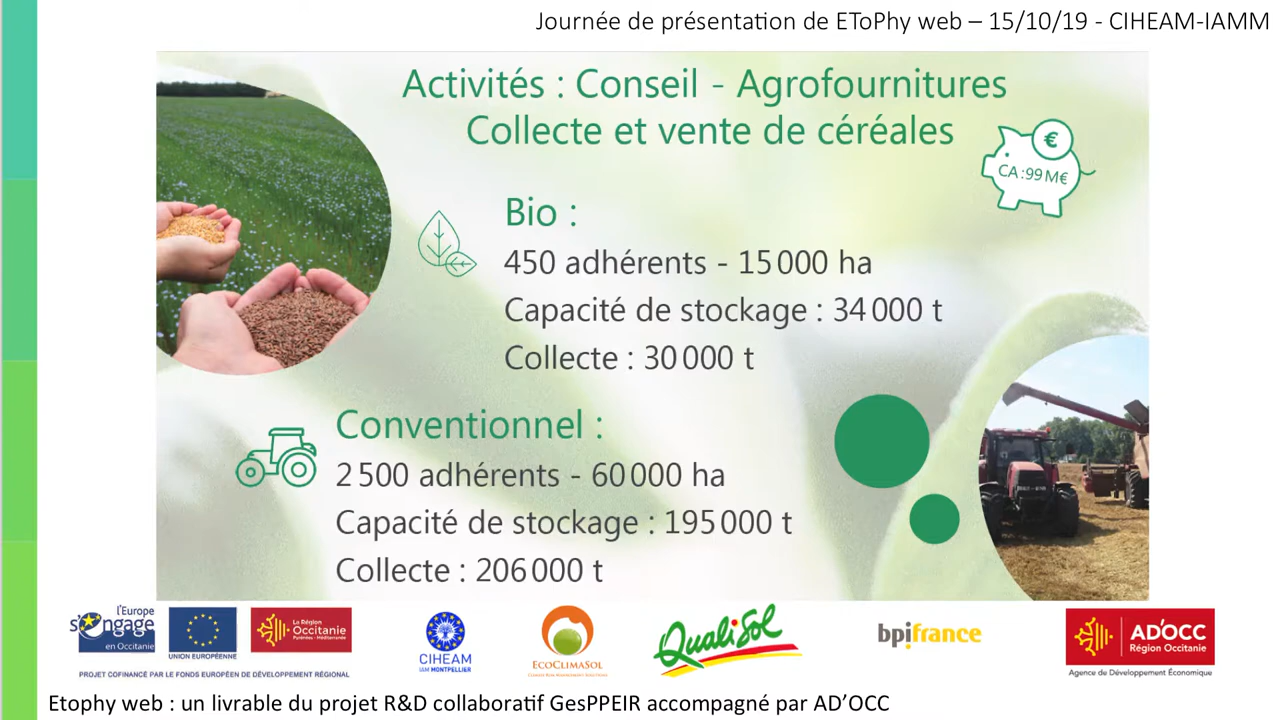 Journée de présentation de EToPhy web – 15/10/19 - CIHEAM-IAMM
Activités : Conseil - Agrofournitures
Collecte et vente de céréales
€
CA :99 M€
Bio :
450 adhérents - 15 000 ha
Capacité de stockage : 34 000 t
Collecte : 30 000 t
Conventionnel :
2 500 adhérents - 60 000 ha
Capacité de stockage : 195 000 t
Collecte : 206 000 t
l'Europe
s'engage
en Occitanie
UNION EUROPÉENNE
La Région
Occitanie
Pyrénées - Méditerranée
PROJET COFINANCÉ PAR LE FONDS EUROPÉEN DE DÉVELOPPEMENT RÉGIONAL
CIHEAM
IAM MONTPELLIER
ECOCLIMASOL
CLIMATE RISK MANAGEMENT SOLUTIONS
QualiSol
bpifrance
AD'OCC
Région Occitanie
Agence de Développement Économique
Etophy web : un livrable du projet R&D collaboratif GesPPEIR accompagné par AD'OCC